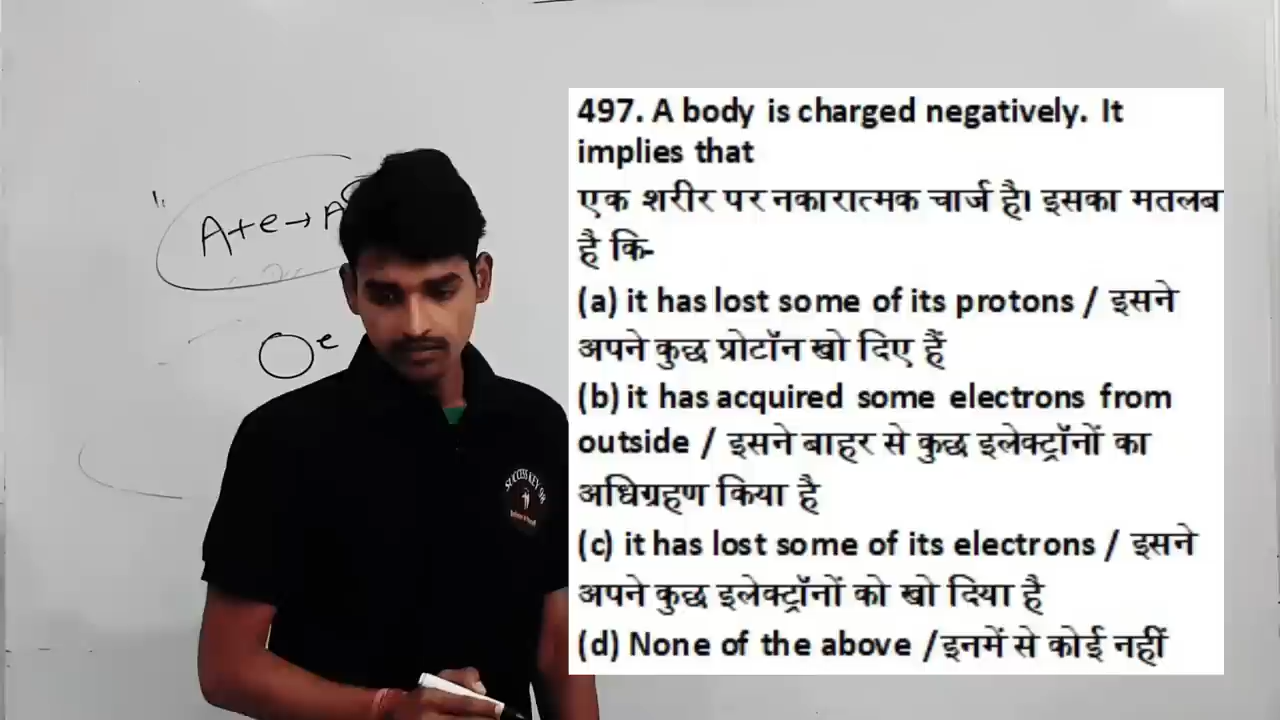 497. A body is charged negatively. It
implies that
एक शरीर पर नकारात्मक चार्ज है। इसका मतलब
है कि-
(a) it has lost some of its protons / इसने
अपने कुछ प्रोटॉन खो दिए हैं
(b) it has acquired some electrons from
outside / इसने बाहर से कुछ इलेक्ट्रॉनों का
अधिग्रहण किया है
(c) it has lost some of its electrons / इसने
अपने कुछ इलेक्ट्रॉनों को खो दिया है
(d) None of the above /इनमें से कोई नहीं
A+e→A
e
SUCCESS KEY